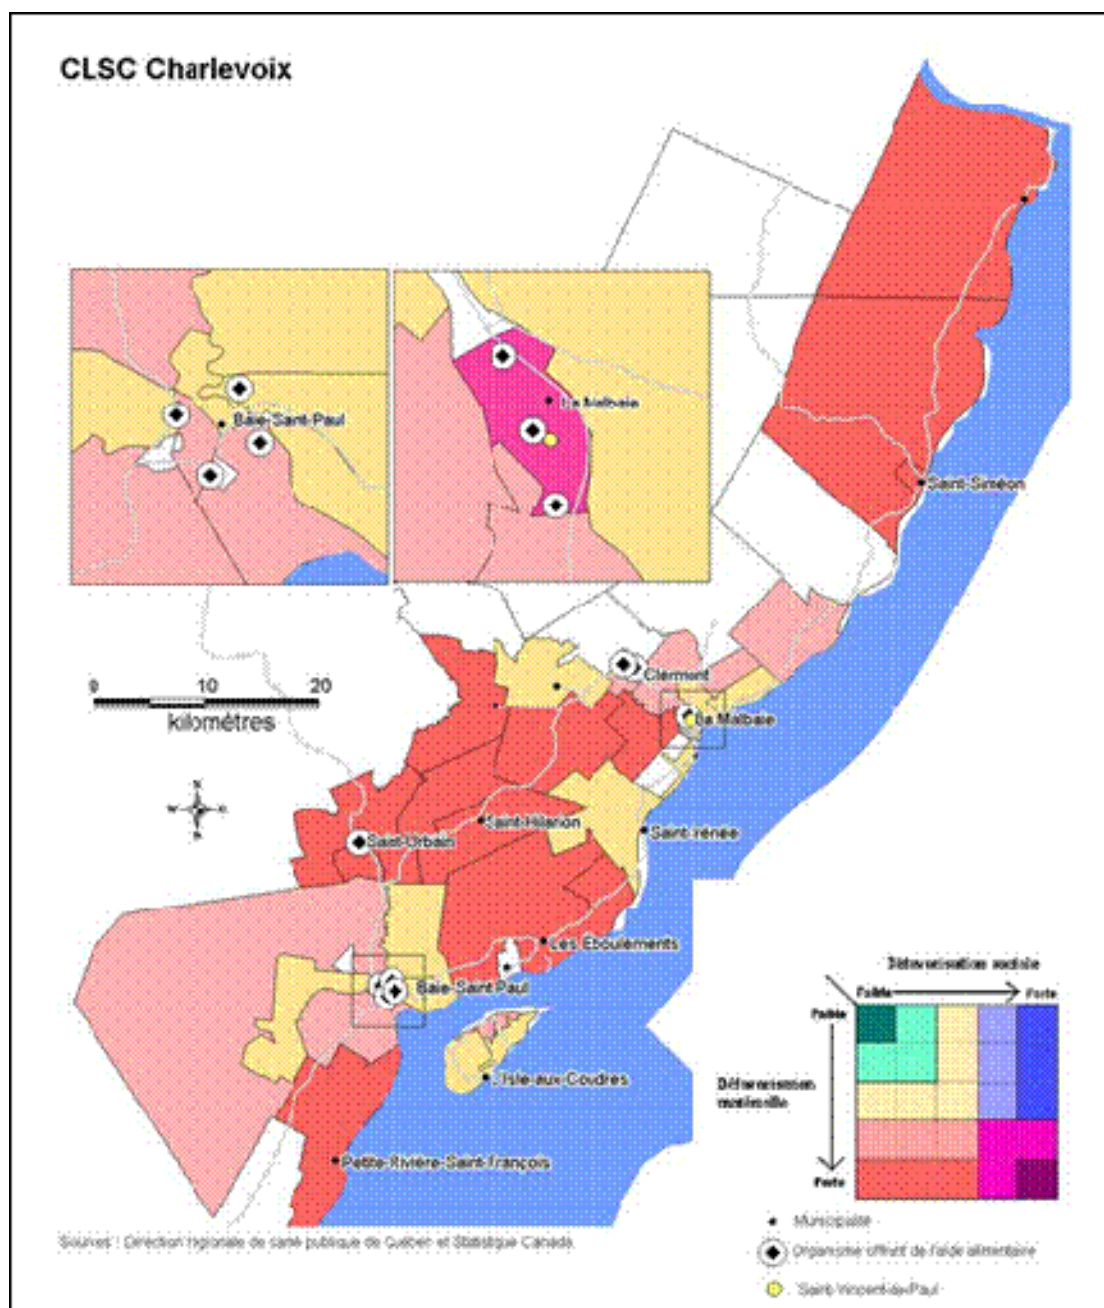 CLSC Charlevoix
Baie-Saint-Paul
La Malbaie
Saint-Siméon
0 10 20
kilomètres
Clermont
La Malbaie
N
W
S
Saint-Hilarion
Saint-Urbain
Saint-Irénée
Les Éboulements
Baie-Saint-Paul
L'Isle-aux-Coudres
Petite-Rivière-Saint-François
Défavorisation sociale
Faible Forte
Faible
Défavorisation
matérielle
Forte
Municipalité
Organisme offrant de l'aide alimentaire
Saint-Vincent-de-Paul
Sources : Direction régionale de santé publique de Québec et Statistique Canada